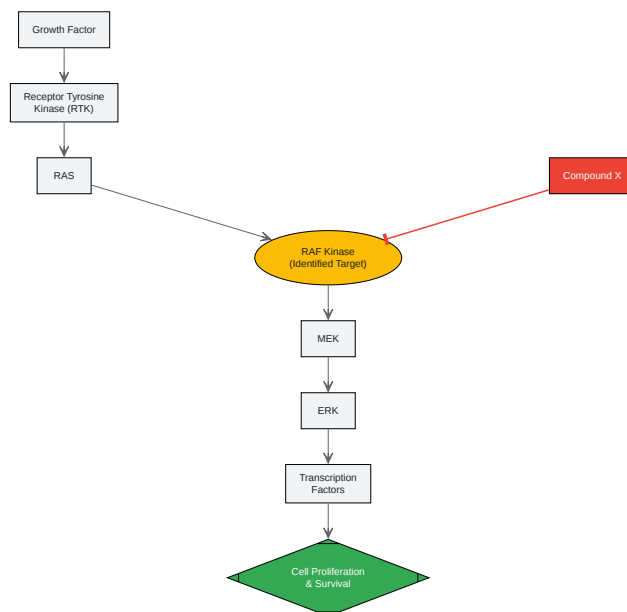 Growth Factor
Receptor Tyrosine
Kinase (RTK)
RAS
Compound X
RAF Kinase
(Identified Target)
MEK
ERK
Transcription
Factors
Cell Proliferation
& Survival